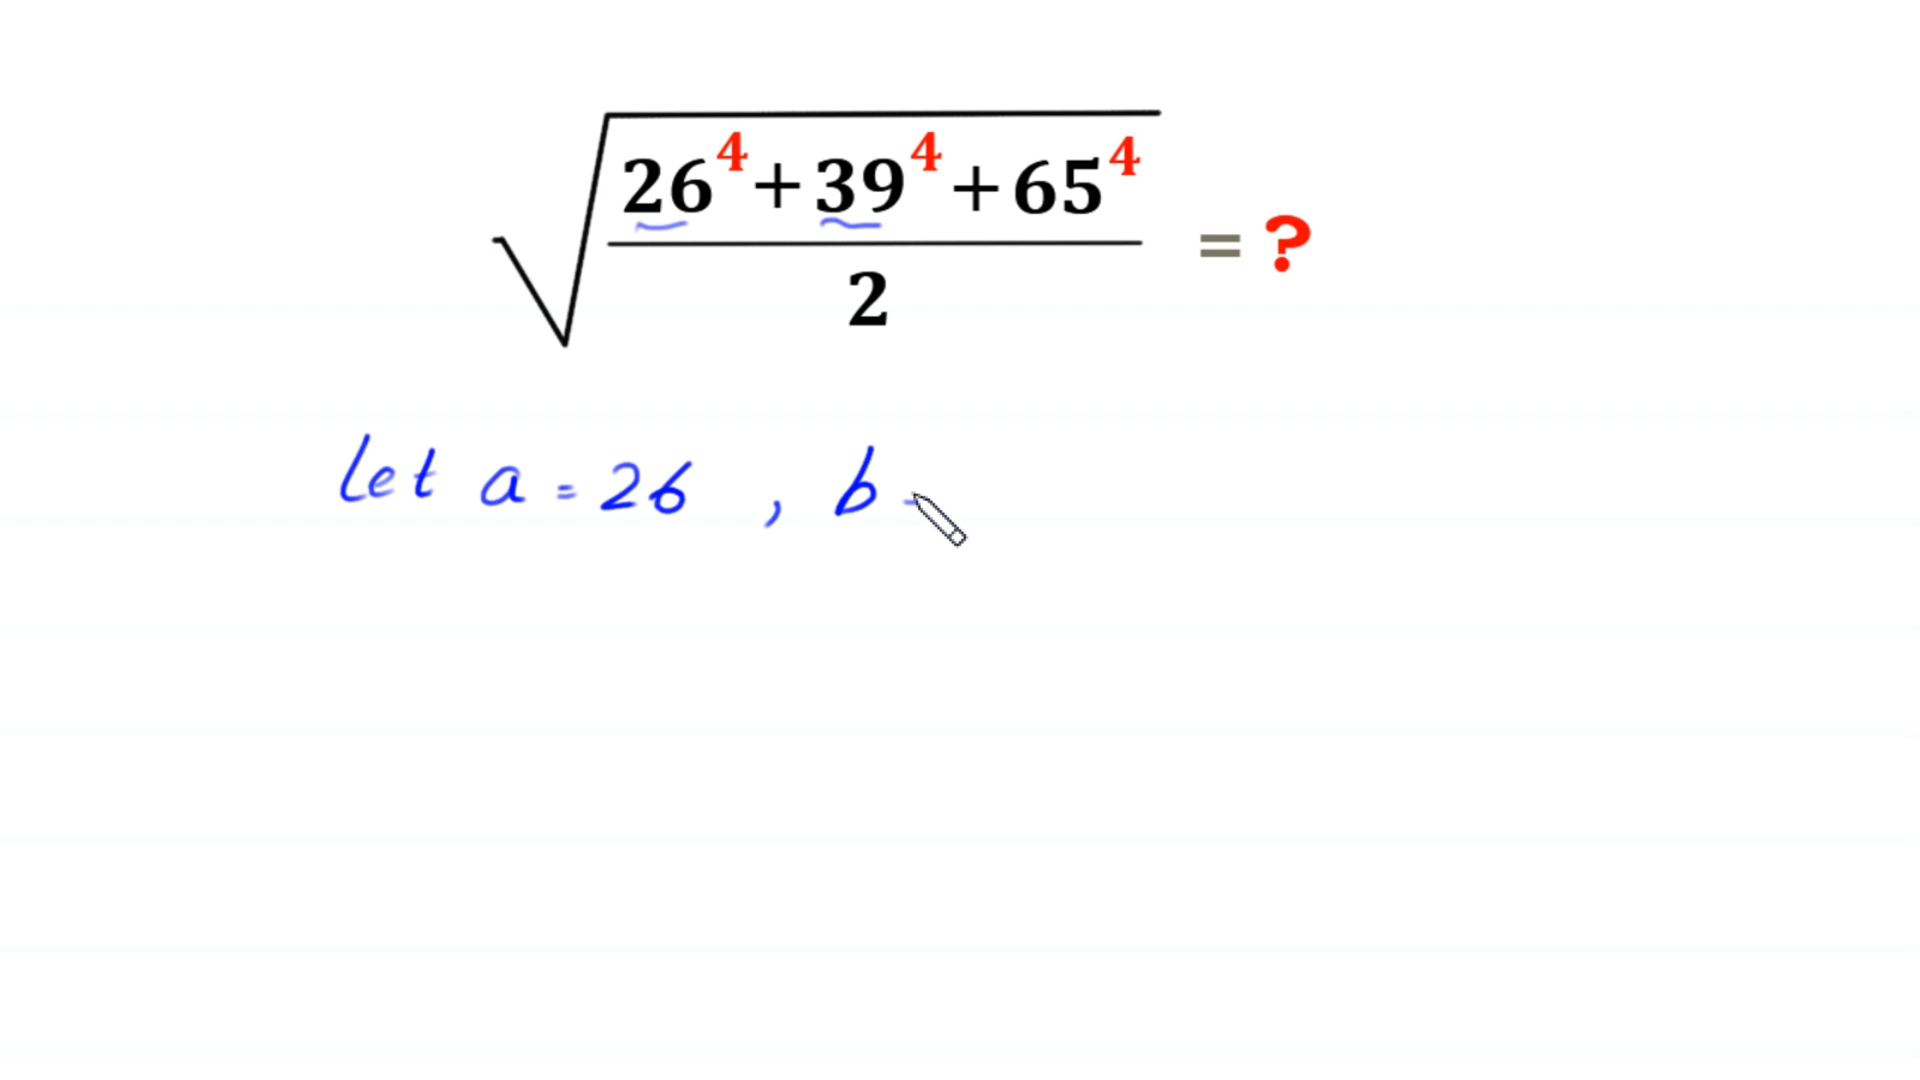 √((26⁴+39⁴+65⁴)/2) = ?
let a = 26 , b -